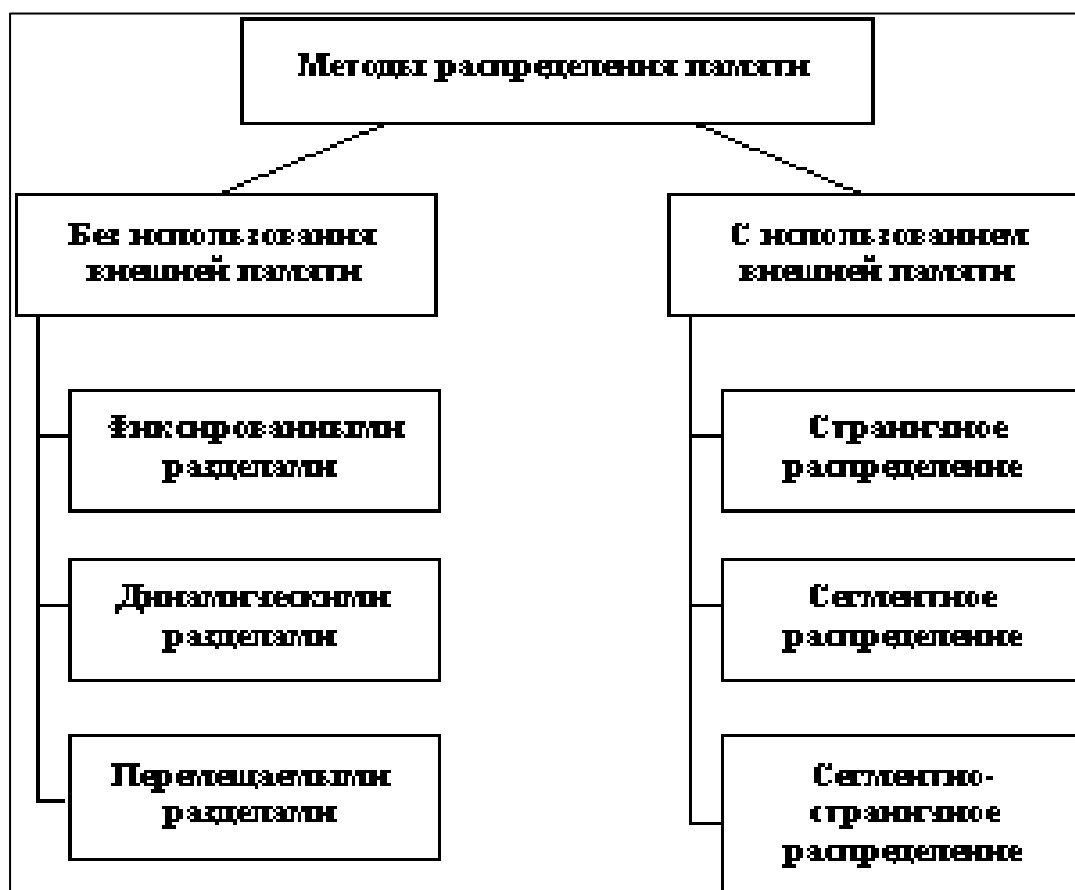 Методы распределения памяти
Без использования
внешней памяти
С использованием
внешней памяти
Фиксированными
разделами
Динамическими
разделами
Перемещаемыми
разделами
Страничное
распределение
Сегментное
распределение
Сегментно-
страничное
распределение